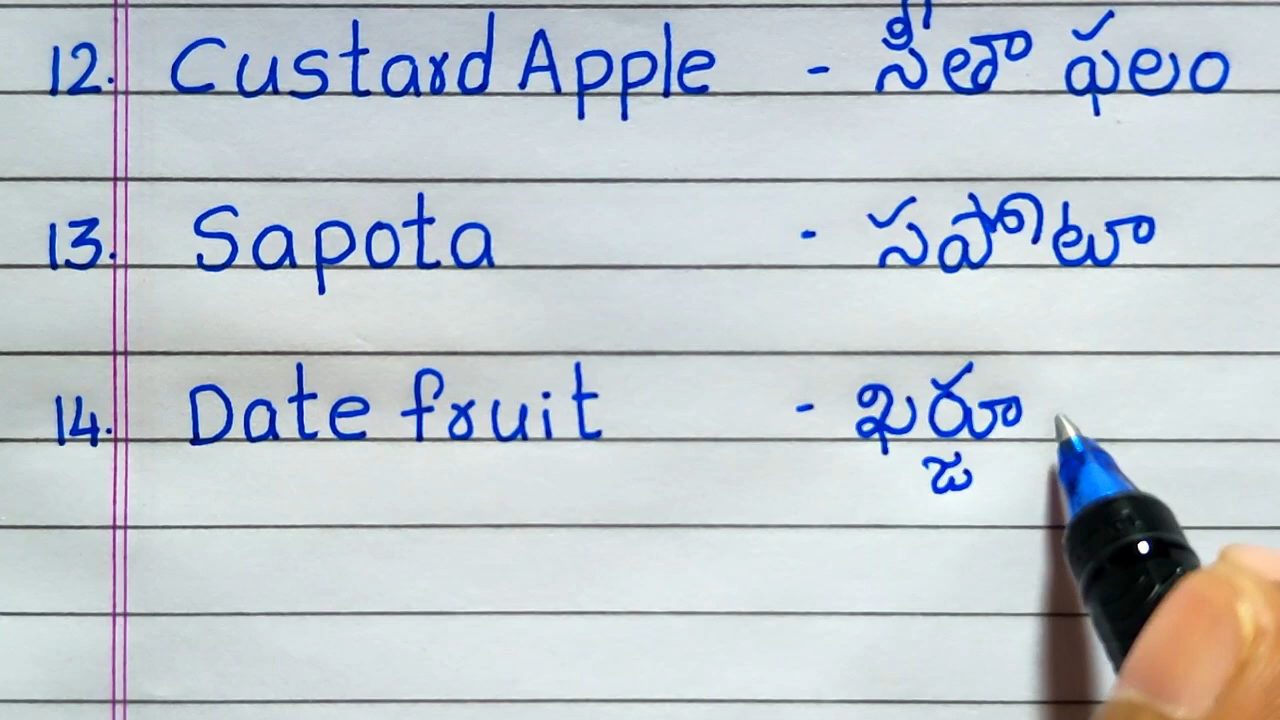 12. Custard Apple - సీతా ఫలం
13. Sapota - సపోటా
14. Date fruit - ఖర్జూ